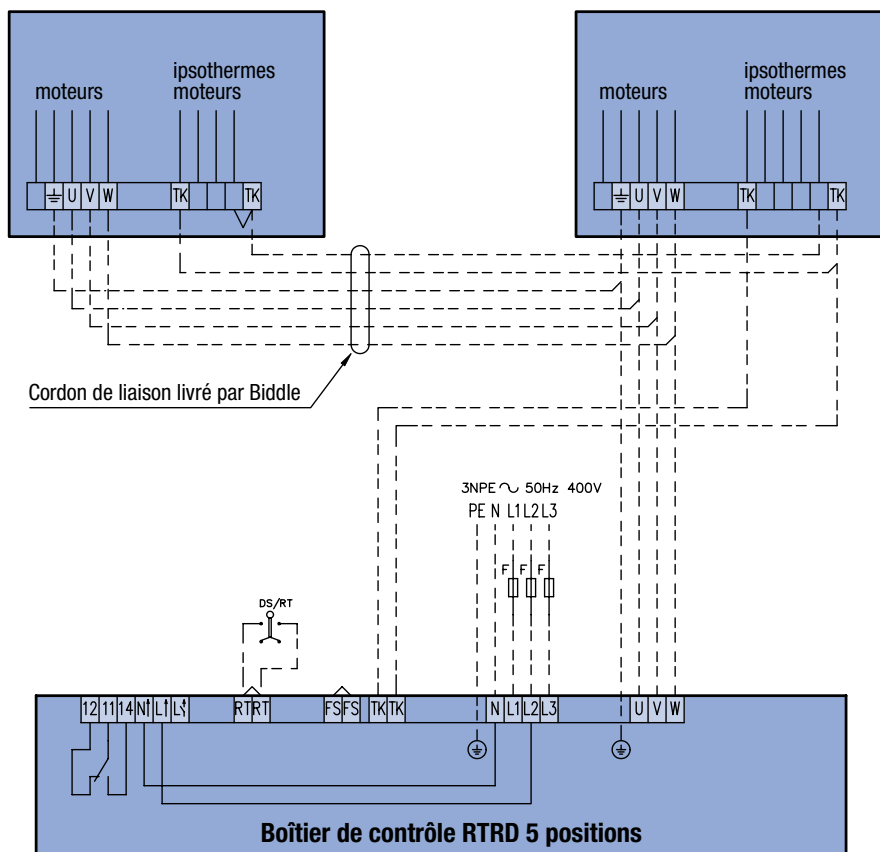 ipsothermes
moteurs moteurs
U V W TK TK
ipsothermes
moteurs moteurs
U V W TK TK
Cordon de liaison livré par Biddle
3NPE 50Hz 400V
PE N L1 L2 L3
F F F
DS/RT
12 11 14 N L L RT RT FS FS TK TK N L1 L2 L3 U V W
Boîtier de contrôle RTRD 5 positions